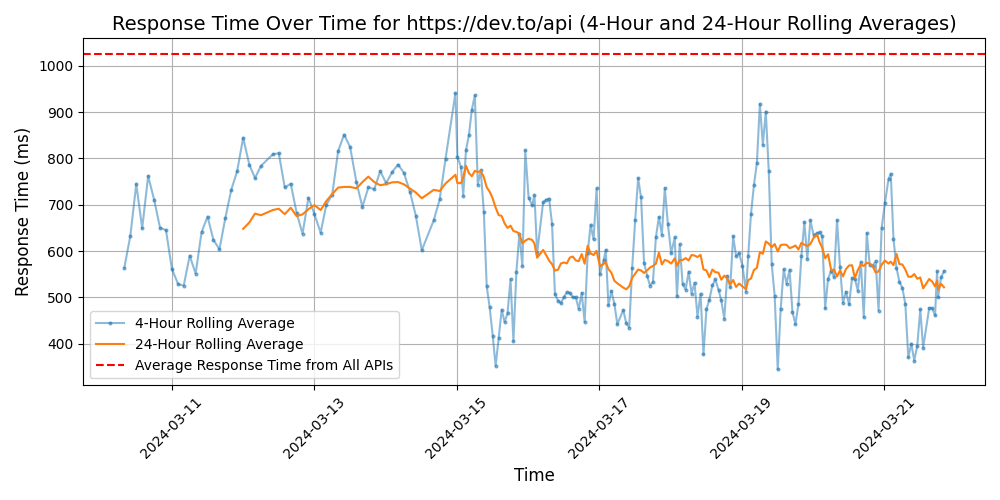 Response Time Over Time for https://dev.to/api (4-Hour and 24-Hour Rolling Averages)
Response Time (ms)
1000
900
800
700
600
500
400
4-Hour Rolling Average
24-Hour Rolling Average
Average Response Time from All APIs
2024-03-11
2024-03-13
2024-03-15
2024-03-17
2024-03-19
2024-03-21
Time